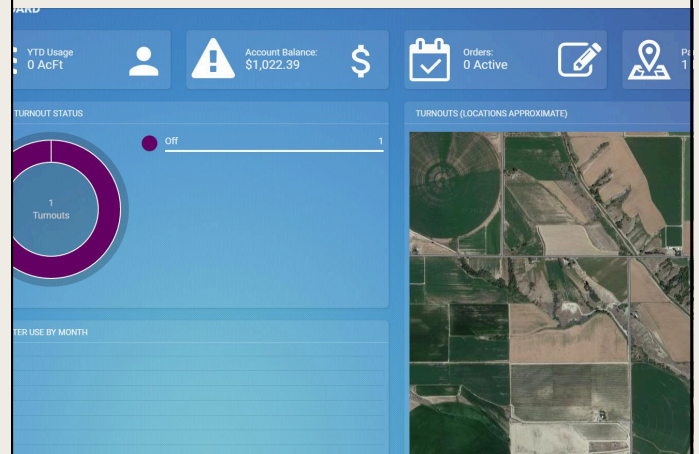 YTD Usage
0 AcFt
Account Balance:
$1,022.39
$
Orders:
0 Active
1
TURNOUT STATUS
Off 1
1
Turnouts
TURNOUTS (LOCATIONS APPROXIMATE)
TER USE BY MONTH